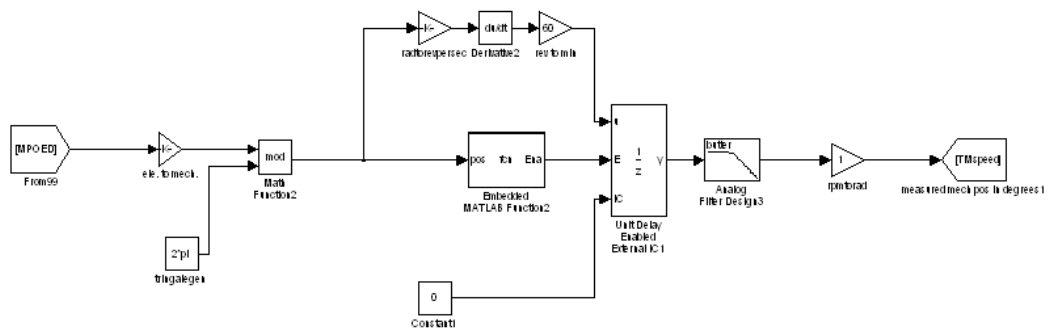 K-
du/dt
60
radtorevpersec
Derivative2
rev to min
[MPOED]
From99
K-
ele. to mech.
mod
Math
Function2
2*pi
pos
fcn
Ena
Embedded
MATLAB Function2
u
E
IC
1
z
y
Unit Delay
Enabled
External IC1
butter
Analog
Filter Design3
1
rpmtorad
[TMspeed]
measured mech pos in degrees1
0
Constant1